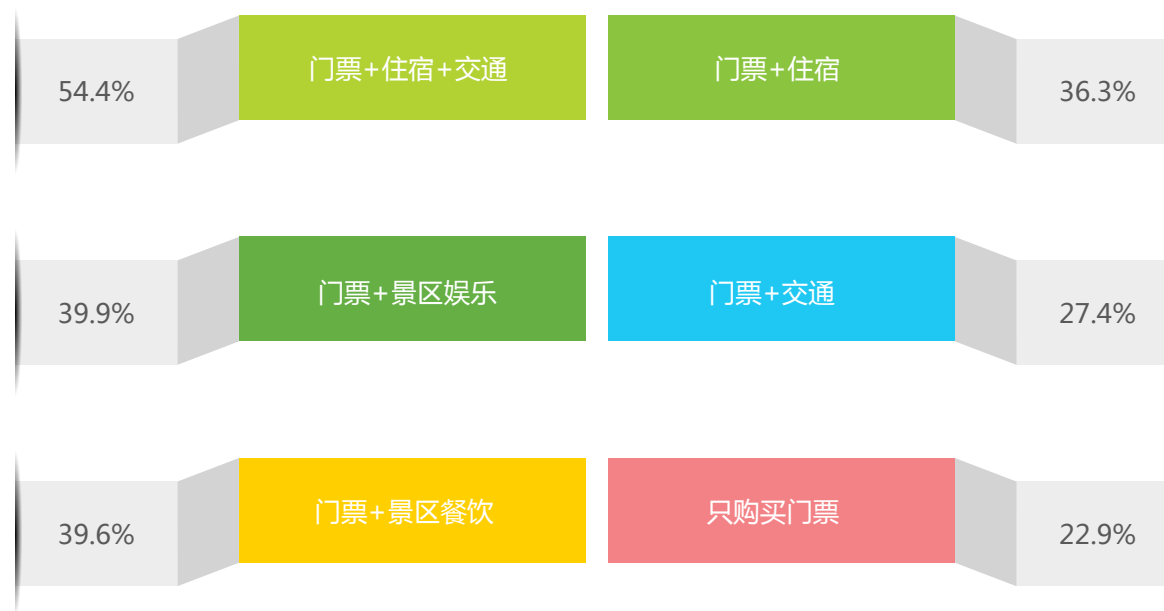 54.4%
门票+住宿+交通
门票+住宿
36.3%
39.9%
门票+景区娱乐
门票+交通
27.4%
39.6%
门票+景区餐饮
只购买门票
22.9%